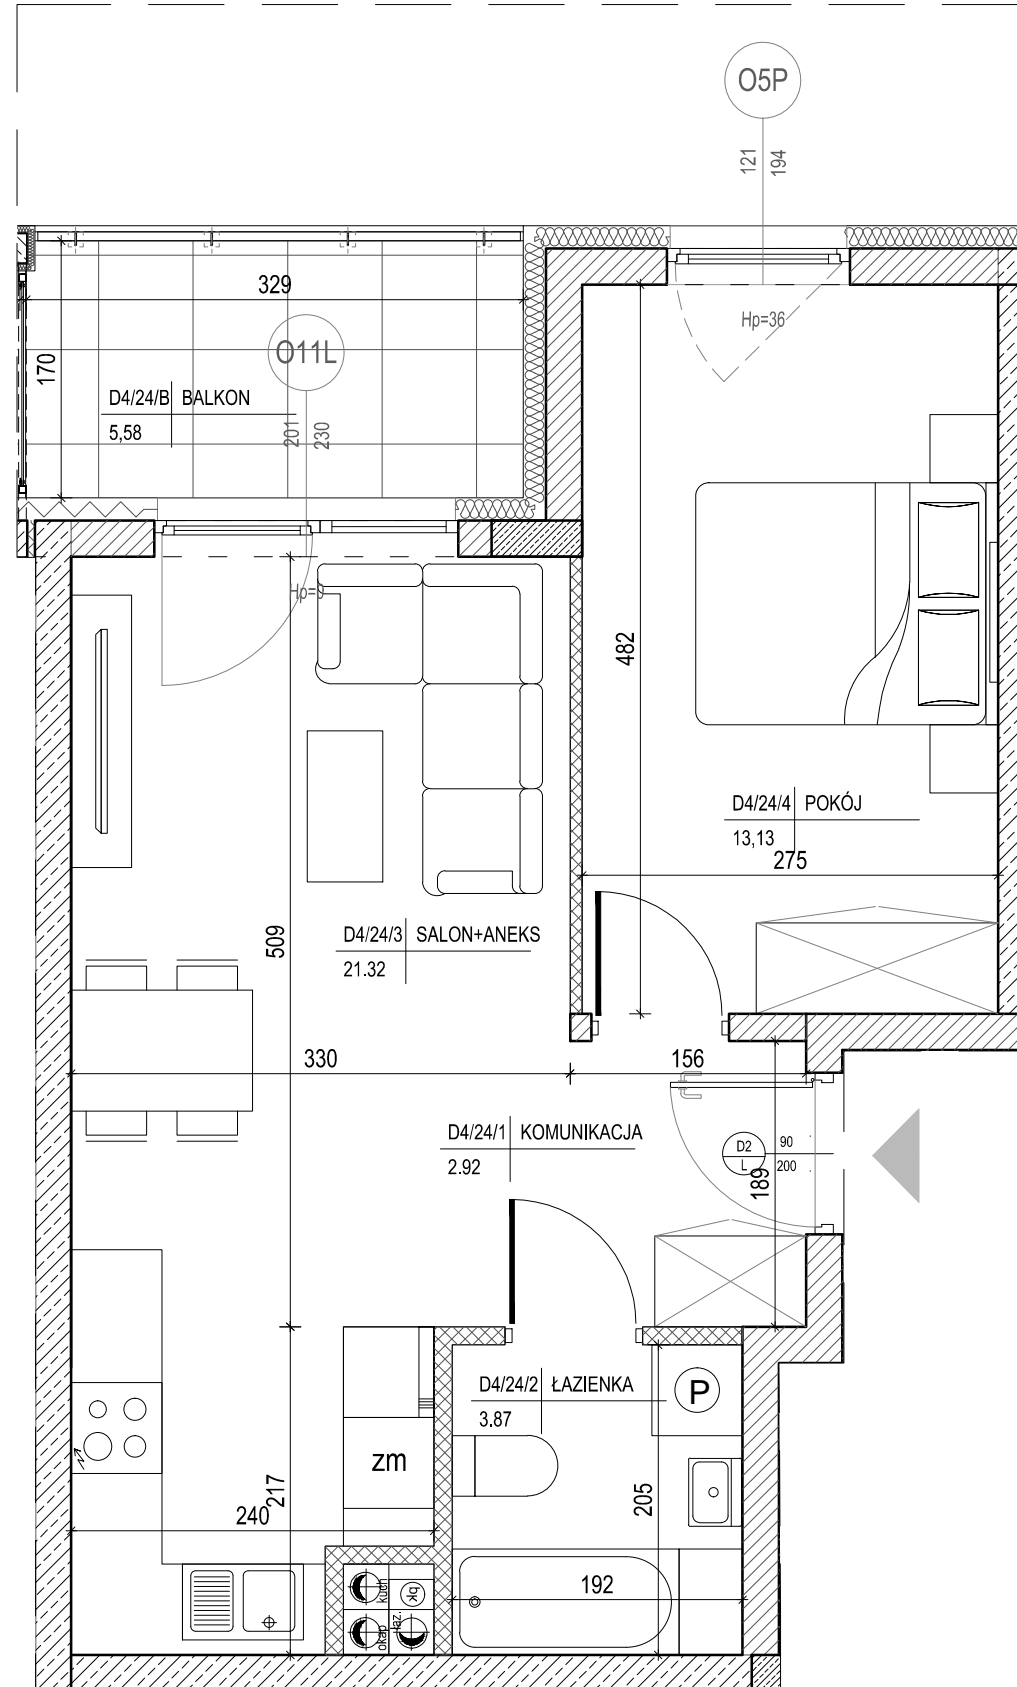 O5P
121
194
329
Hp=36
O11L
170
D4/24/B BALKON
5,58
201
230
Hp=0
482
D4/24/4 POKÓJ
13,13
275
D4/24/3 SALON+ANEKS
21.32
509
330
156
D4/24/1 KOMUNIKACJA
2.92
D2
L
90
200
189
D4/24/2 ŁAZIENKA
3.87
P
zm
217
240
205
192
kuch
bk
okap
łaz.